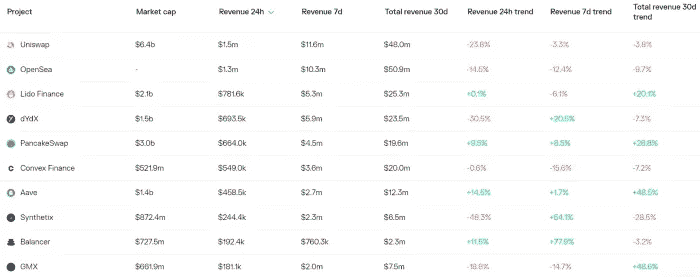 Project Market cap Revenue 24h Revenue 7d Total revenue 30d Revenue 24h trend Revenue 7d trend Total revenue 30d trend
Uniswap $6.4b $1.5m $11.6m $48.0m -23.8% -3.3% -3.8%
OpenSea - $1.3m $10.3m $50.9m -14.5% -12.4% -9.7%
Lido Finance $2.1b $781.6k $5.3m $25.3m +0.1% -6.1% +20.1%
dYdX $1.5b $693.5k $5.9m $23.5m -30.5% +20.5% -7.3%
PancakeSwap $3.0b $664.0k $4.5m $19.6m +9.5% +8.5% +26.8%
Convex Finance $521.9m $549.0k $3.6m $20.0m -0.6% -15.6% -7.2%
Aave $1.4b $458.5k $2.7m $12.3m +14.5% +1.7% +48.5%
Synthetix $872.4m $244.4k $2.3m $6.5m -48.3% +64.1% -28.5%
Balancer $727.5m $192.4k $760.3k $2.3m +11.5% +77.6% -3.2%
GMX $661.9m $181.1k $2.0m $7.5m -18.8% -14.7% +48.6%